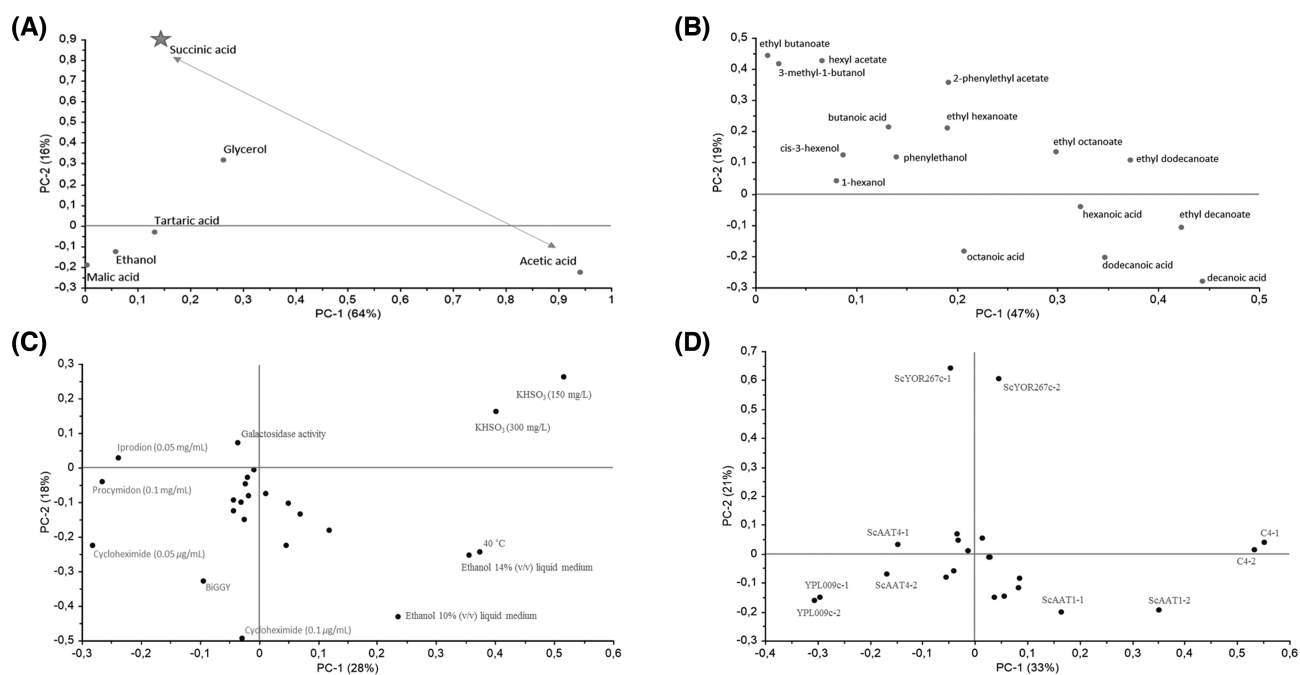 (A)
0,9
0,8
0,7
0,6
0,5
0,4
0,3
0,2
0,1
0
-0,1
-0,2
-0,3
PC-2 (16%)
Succinic acid
Glycerol
Tartaric acid
Ethanol
Malic acid
Acetic acid
0 0,1 0,2 0,3 0,4 0,5 0,6 0,7 0,8 0,9 1
PC-1 (64%)
(B)
0,5
0,4
0,3
0,2
0,1
0
-0,1
-0,2
-0,3
PC-2 (19%)
ethyl butanoate
hexyl acetate
3-methyl-1-butanol
2-phenylethyl acetate
butanoic acid
ethyl hexanoate
cis-3-hexenol
phenylethanol
ethyl octanoate
ethyl dodecanoate
1-hexanol
hexanoic acid
ethyl decanoate
octanoic acid
dodecanoic acid
decanoic acid
0 0,1 0,2 0,3 0,4 0,5
PC-1 (47%)
(C)
0,3
0,2
0,1
0
-0,1
-0,2
-0,3
-0,4
-0,5
PC-2 (18%)
KHSO₃ (150 mg/L)
KHSO₃ (300 mg/L)
Galactosidase activity
Iprodion (0.05 mg/mL)
Procymidon (0.1 mg/mL)
Cycloheximide (0.05 µg/mL)
40 °C
Ethanol 14% (v/v) liquid medium
BiGGY
Ethanol 10% (v/v) liquid medium
Cycloheximide (0.1 µg/mL)
-0,3 -0,2 -0,1 0 0,1 0,2 0,3 0,4 0,5 0,6
PC-1 (28%)
(D)
0,7
0,6
0,5
0,4
0,3
0,2
0,1
0
-0,1
-0,2
-0,3
PC-2 (21%)
ScYOR267c-1
ScYOR267c-2
ScAAT4-1
C4-1
C4-2
ScAAT4-2
YPL009c-1
YPL009c-2
ScAAT1-1
ScAAT1-2
-0,4 -0,3 -0,2 -0,1 0 0,1 0,2 0,3 0,4 0,5 0,6
PC-1 (33%)